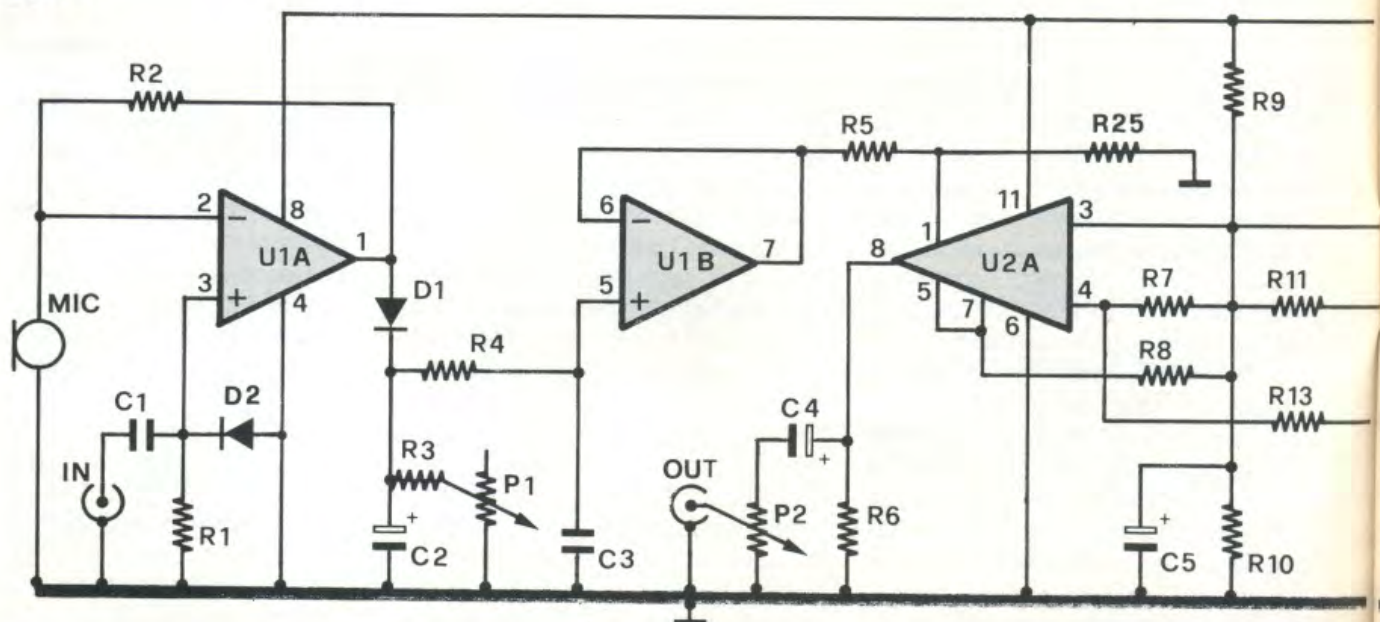 R2
R9
R5
R25
2
−
8
1
6
−
7
1
11
3
U1A
U1B
8
U2A
3
+
4
D1
5
+
5
7
6
4
R7
R11
MIC
R4
R8
C1
D2
R13
C4
IN
R3
P1
OUT
+
P2
R6
+
R1
+
C2
C3
C5
R10